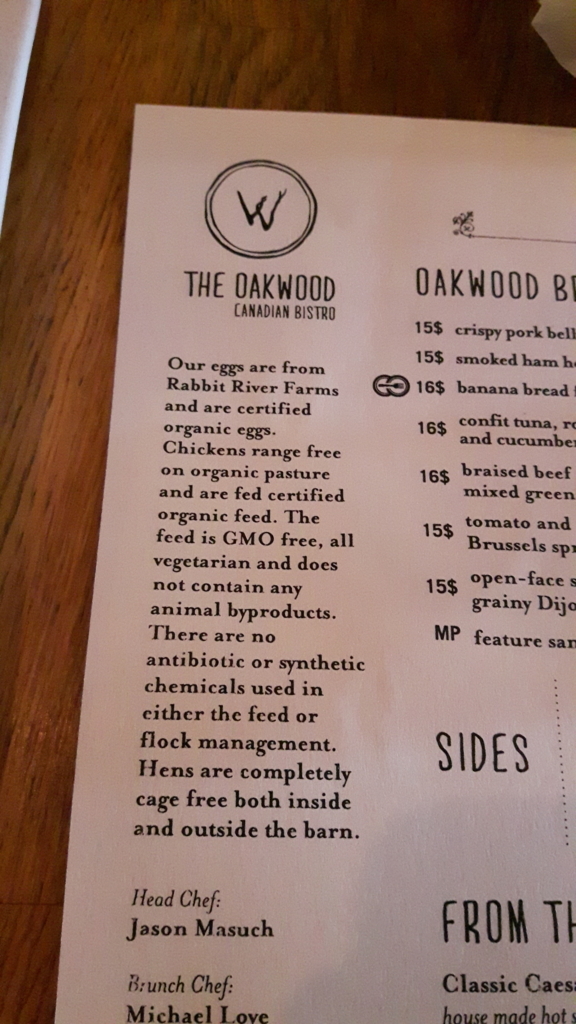 W
THE OAKWOOD
CANADIAN BISTRO
Our eggs are from
Rabbit River Farms
and are certified
organic eggs.
Chickens range free
on organic pasture
and are fed certified
organic feed. The
feed is GMO free, all
vegetarian and does
not contain any
animal byproducts.
There are no
antibiotic or synthetic
chemicals used in
either the feed or
flock management.
Hens are completely
cage free both inside
and outside the barn.
Head Chef:
Jason Masuch
Brunch Chef:
Michael Love
OAKWOOD
15$ crispy pork
15$ smoked ham
16$ banana bread
16$ confit tuna,
and
16$ braised beef
mixed green
15$ tomato and
Brussels
15$ open-face
grainy
MP feature
SIDES
FROM
Classic
house made hot